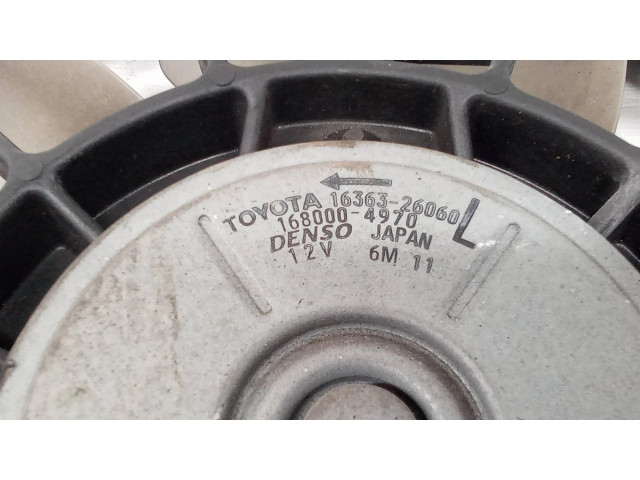 TOYOTA 16363-26060 L
168000-4970
DENSO JAPAN
12V 6M 11